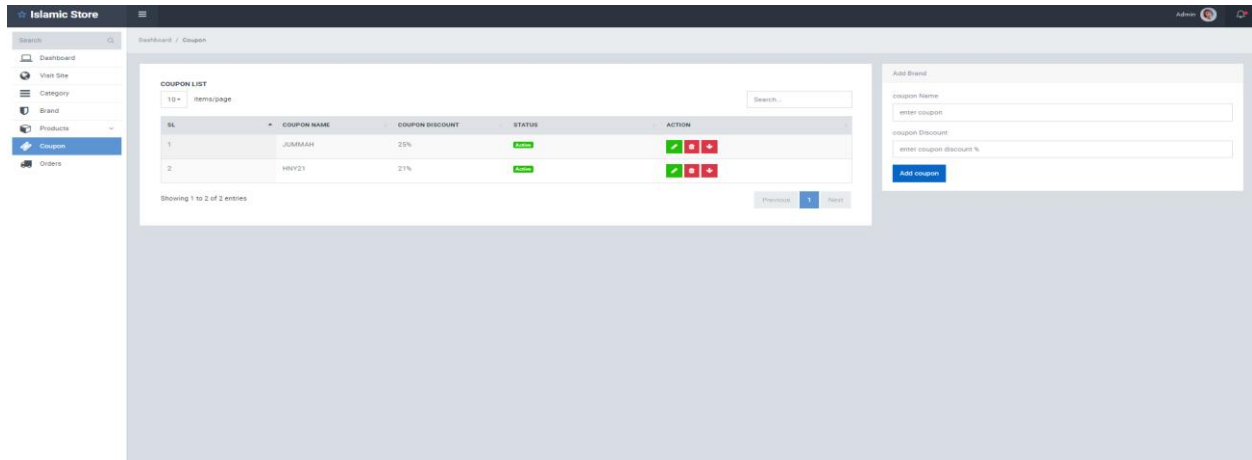 Islamic Store
Admin
Search
Dashboard / Coupon
Dashboard
Visit Site
Category
Brand
Products
Coupon
Orders
COUPON LIST
10 items/page
Search...
SL COUPON NAME COUPON DISCOUNT STATUS ACTION
1 JUMMAH 25% Active
2 HNY21 21% Active
Showing 1 to 2 of 2 entries
Previous 1 Next
Add Brand
coupon Name
enter coupon
coupon Discount
enter coupon discount %
Add coupon